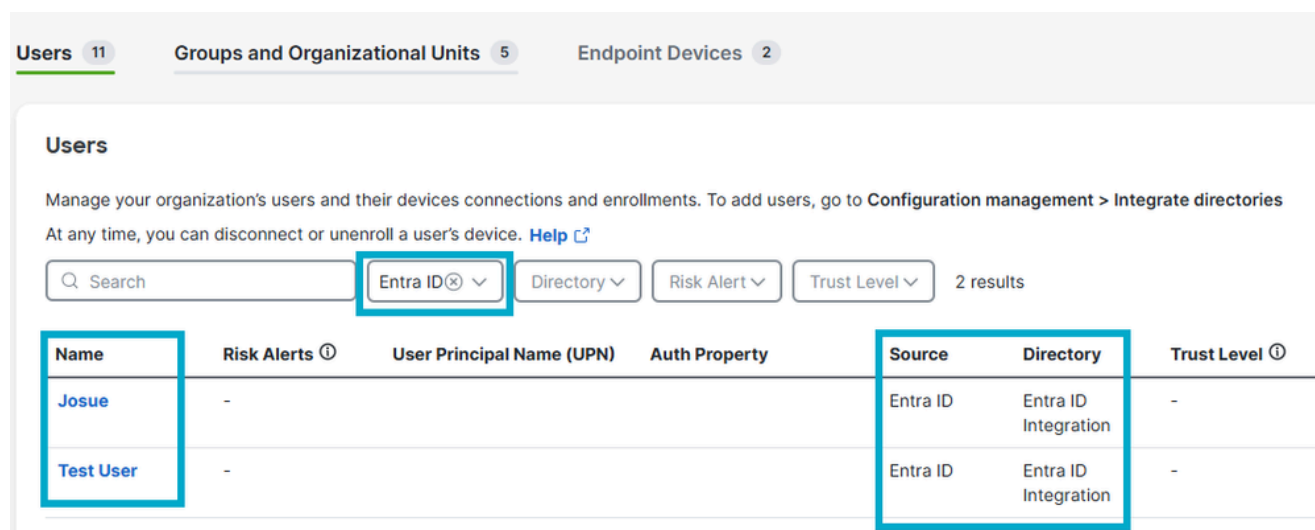 Users 11 Groups and Organizational Units 5 Endpoint Devices 2
Users
Manage your organization's users and their devices connections and enrollments. To add users, go to Configuration management > Integrate directories
At any time, you can disconnect or unenroll a user's device. Help
Search Entra ID Directory Risk Alert Trust Level 2 results
Name Risk Alerts User Principal Name (UPN) Auth Property Source Directory Trust Level
Josue - Entra ID Entra ID -
Integration
Test User - Entra ID Entra ID -
Integration